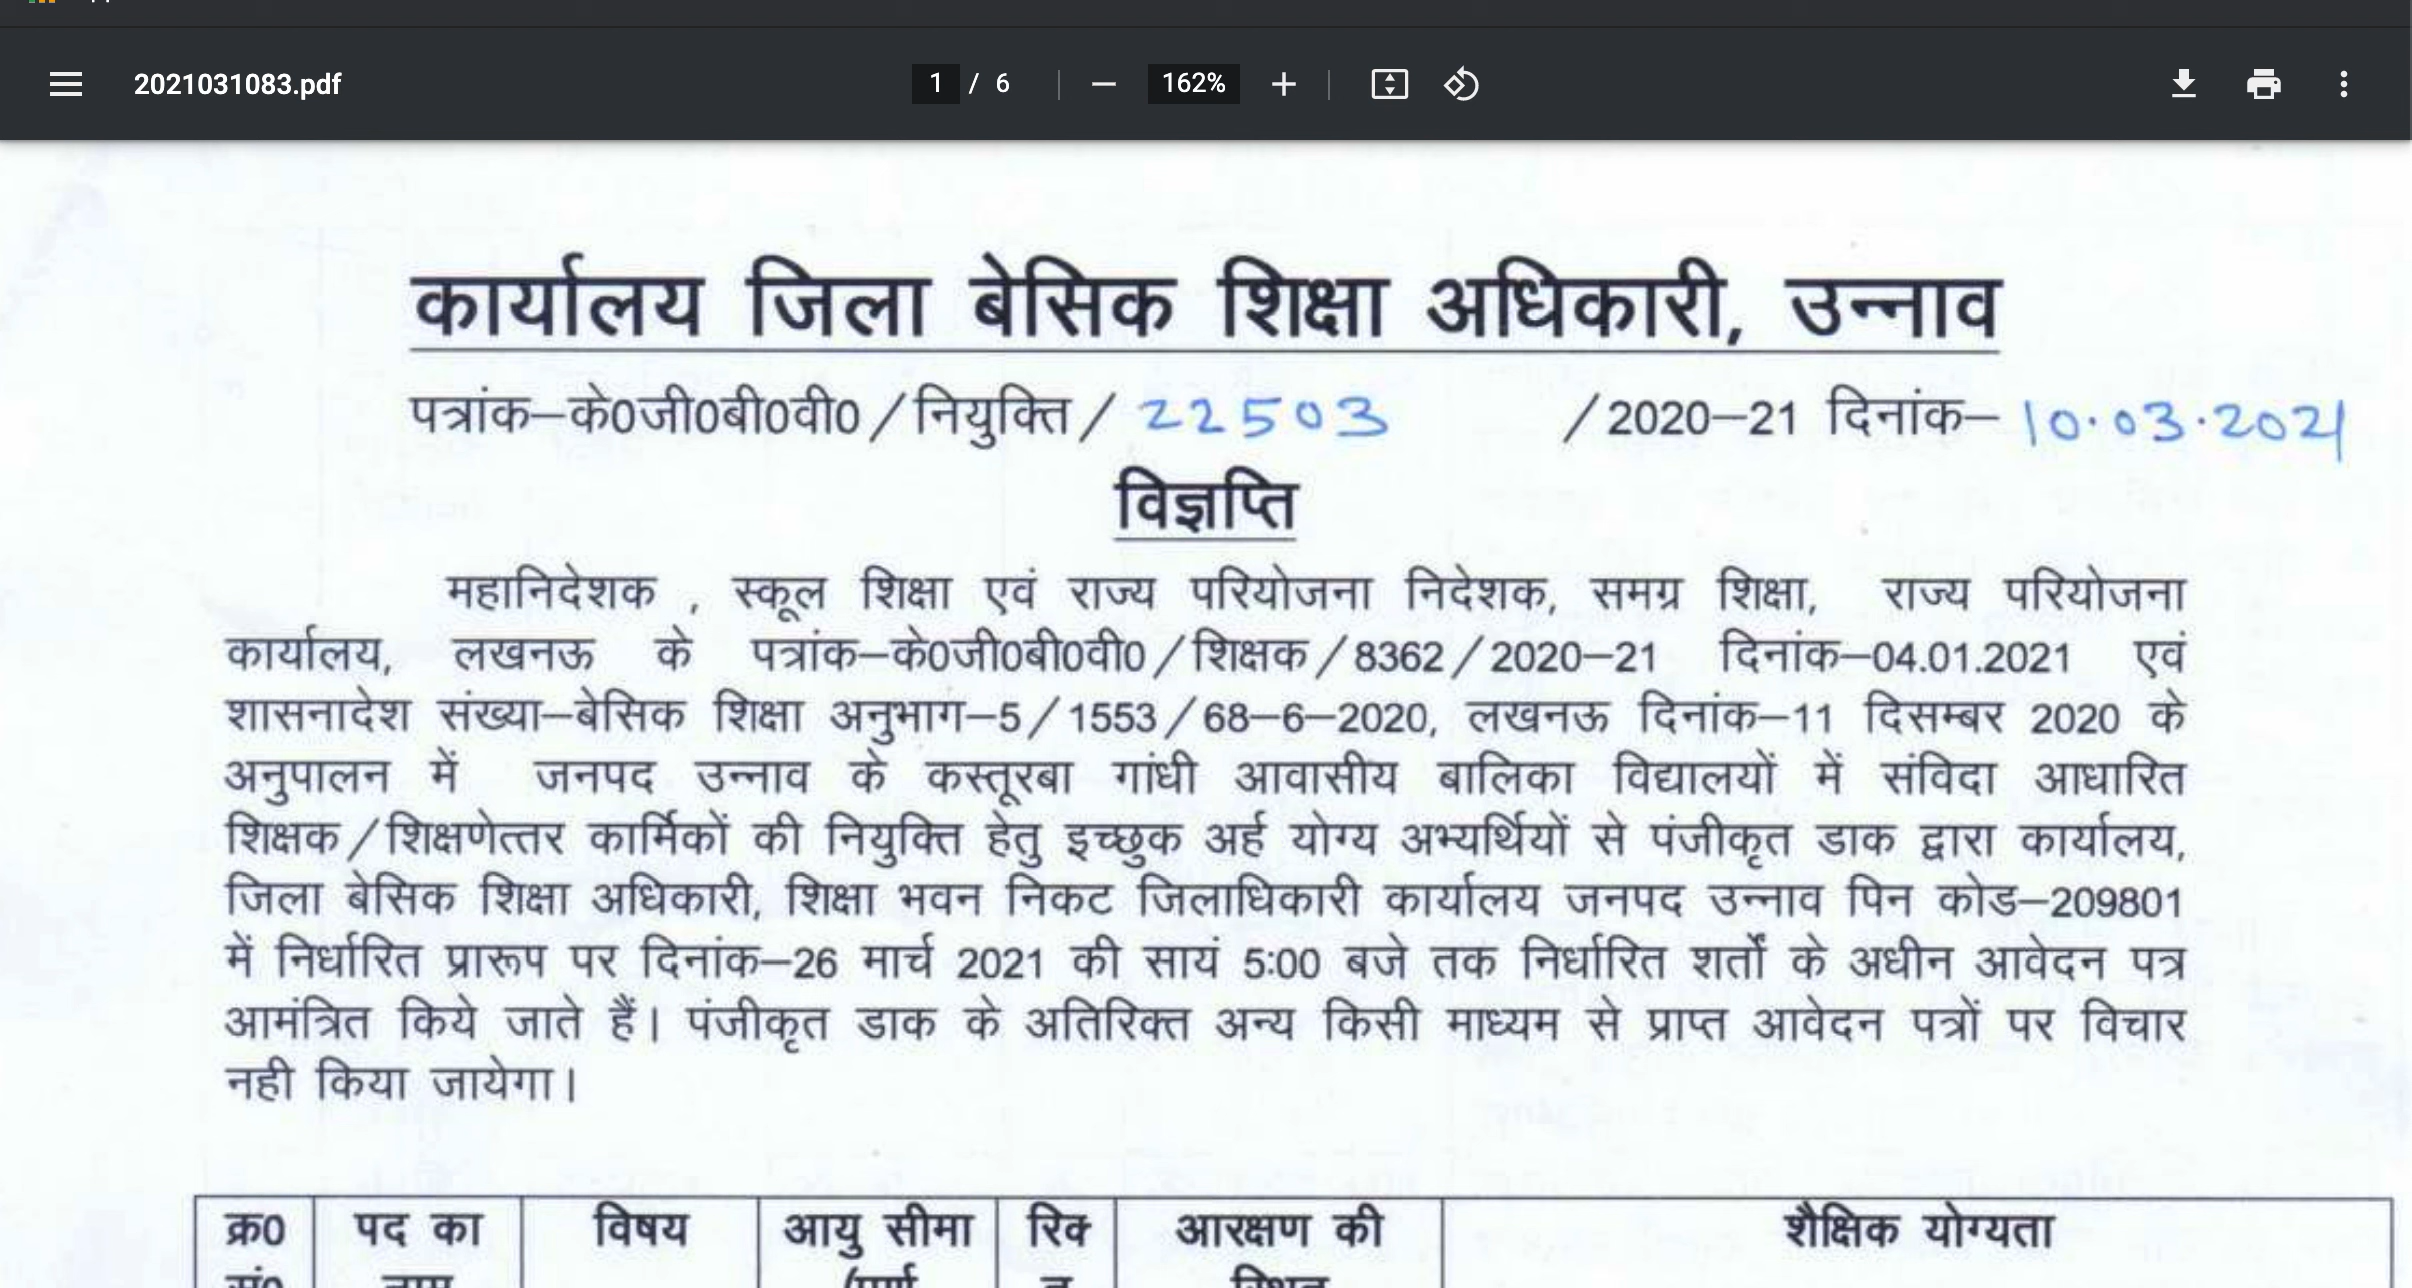 2021031083.pdf
1 / 6
162%
कार्यालय जिला बेसिक शिक्षा अधिकारी, उन्नाव
पत्रांक–के0जी0बी0वी0/नियुक्ति/ 22503 /2020–21 दिनांक– 10.03.2021
विज्ञप्ति
महानिदेशक , स्कूल शिक्षा एवं राज्य परियोजना निदेशक, समग्र शिक्षा, राज्य परियोजना
कार्यालय, लखनऊ के पत्रांक–के0जी0बी0वी0/शिक्षक/8362/2020–21 दिनांक–04.01.2021 एवं
शासनादेश संख्या–बेसिक शिक्षा अनुभाग–5/1553/68–6–2020, लखनऊ दिनांक–11 दिसम्बर 2020 के
अनुपालन में जनपद उन्नाव के कस्तूरबा गांधी आवासीय बालिका विद्यालयों में संविदा आधारित
शिक्षक/शिक्षणेत्तर कार्मिकों की नियुक्ति हेतु इच्छुक अर्ह योग्य अभ्यर्थियों से पंजीकृत डाक द्वारा कार्यालय,
जिला बेसिक शिक्षा अधिकारी, शिक्षा भवन निकट जिलाधिकारी कार्यालय जनपद उन्नाव पिन कोड–209801
में निर्धारित प्रारूप पर दिनांक–26 मार्च 2021 की सायं 5:00 बजे तक निर्धारित शर्तों के अधीन आवेदन पत्र
आमंत्रित किये जाते हैं। पंजीकृत डाक के अतिरिक्त अन्य किसी माध्यम से प्राप्त आवेदन पत्रों पर विचार
नही किया जायेगा।
क्र0 पद का विषय आयु सीमा रिक्‍ आरक्षण की शैक्षिक योग्यता